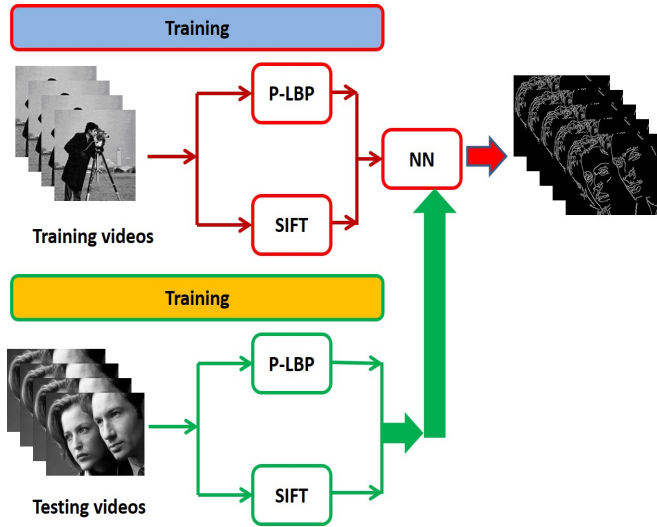 Training
P-LBP
NN
SIFT
Training videos
Training
P-LBP
SIFT
Testing videos